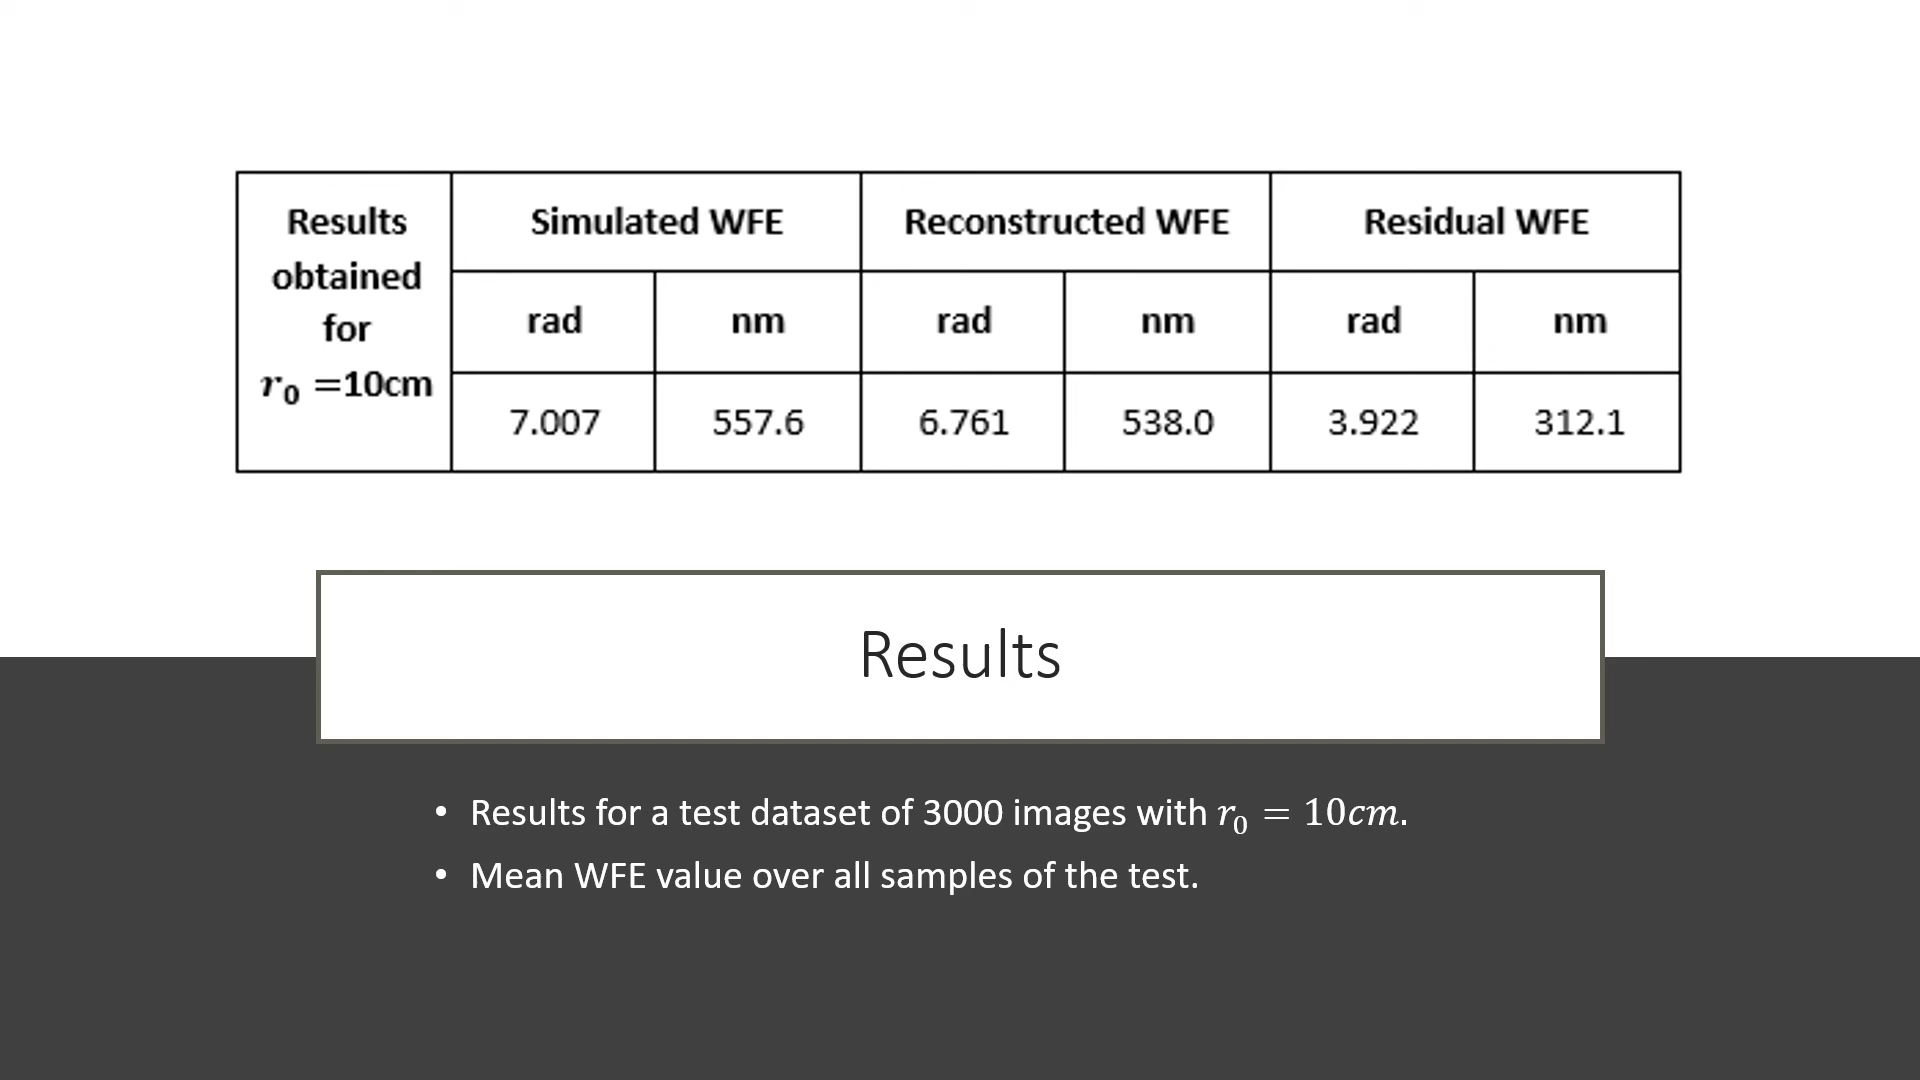 Results obtained for r₀ =10cm
Simulated WFE Reconstructed WFE Residual WFE
rad nm rad nm rad nm
7.007 557.6 6.761 538.0 3.922 312.1
Results
• Results for a test dataset of 3000 images with r₀ = 10cm.
• Mean WFE value over all samples of the test.